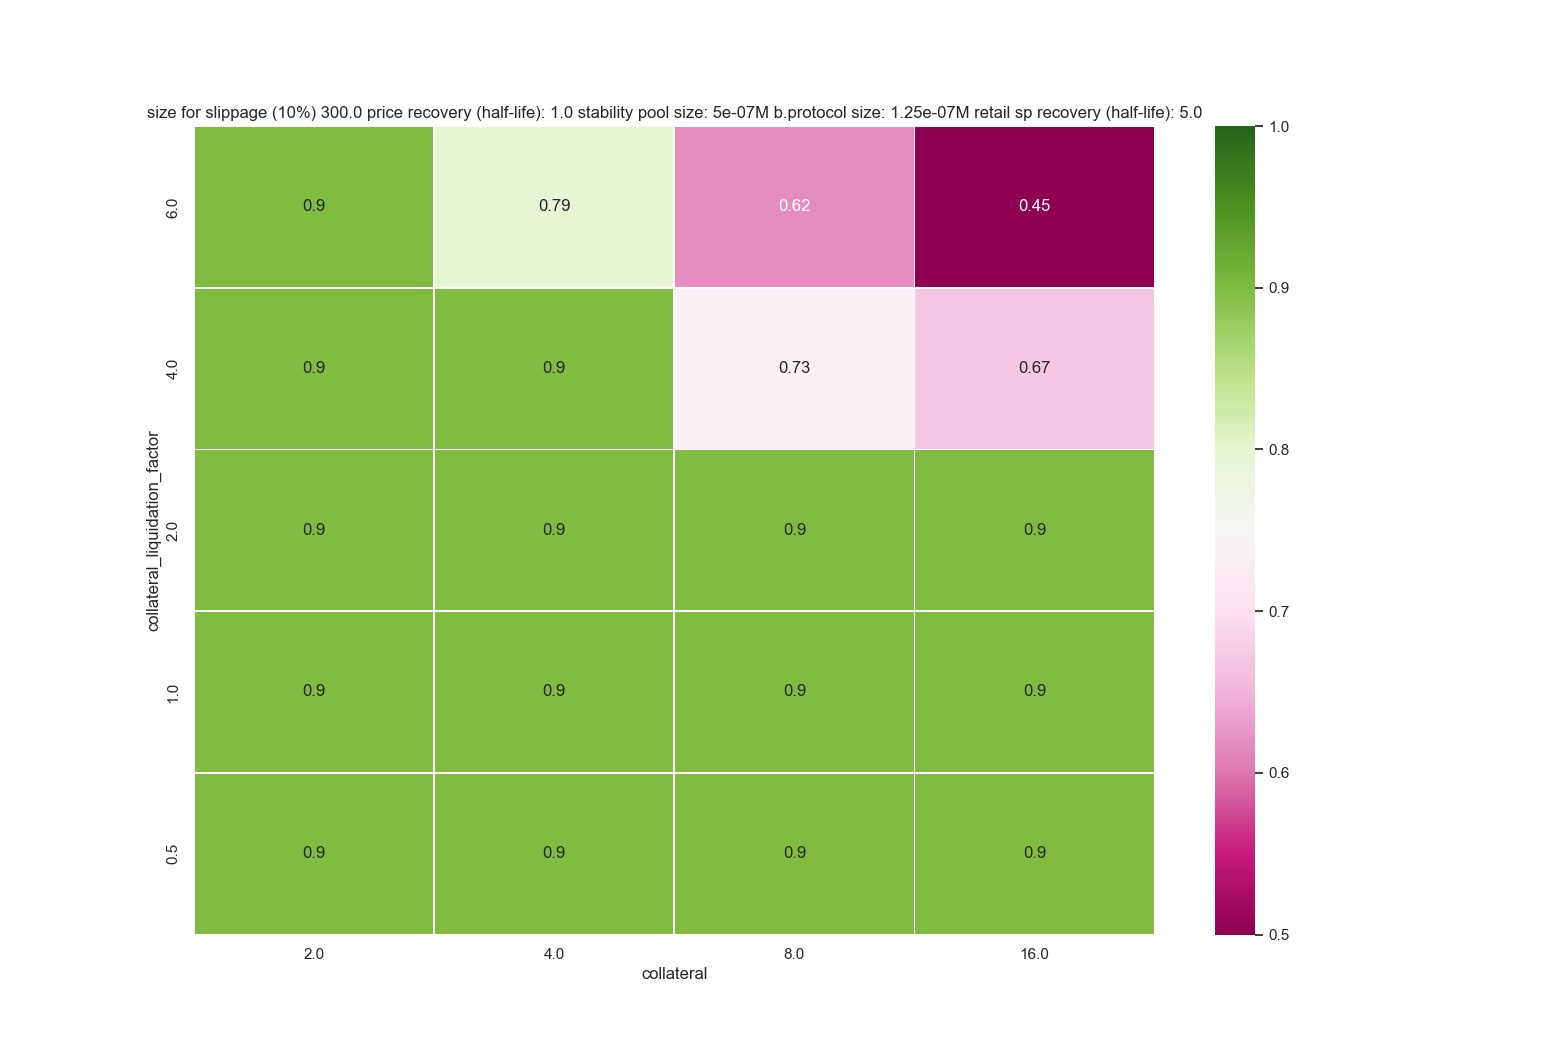 size for slippage (10%) 300.0 price recovery (half-life): 1.0 stability pool size: 5e-07M b.protocol size: 1.25e-07M retail sp recovery (half-life): 5.0
collateral_liquidation_factor
6.0
0.9 0.79 0.62 0.45
4.0
0.9 0.9 0.73 0.67
2.0
0.9 0.9 0.9 0.9
1.0
0.9 0.9 0.9 0.9
0.5
0.9 0.9 0.9 0.9
2.0 4.0 8.0 16.0
collateral
1.0
0.9
0.8
0.7
0.6
0.5